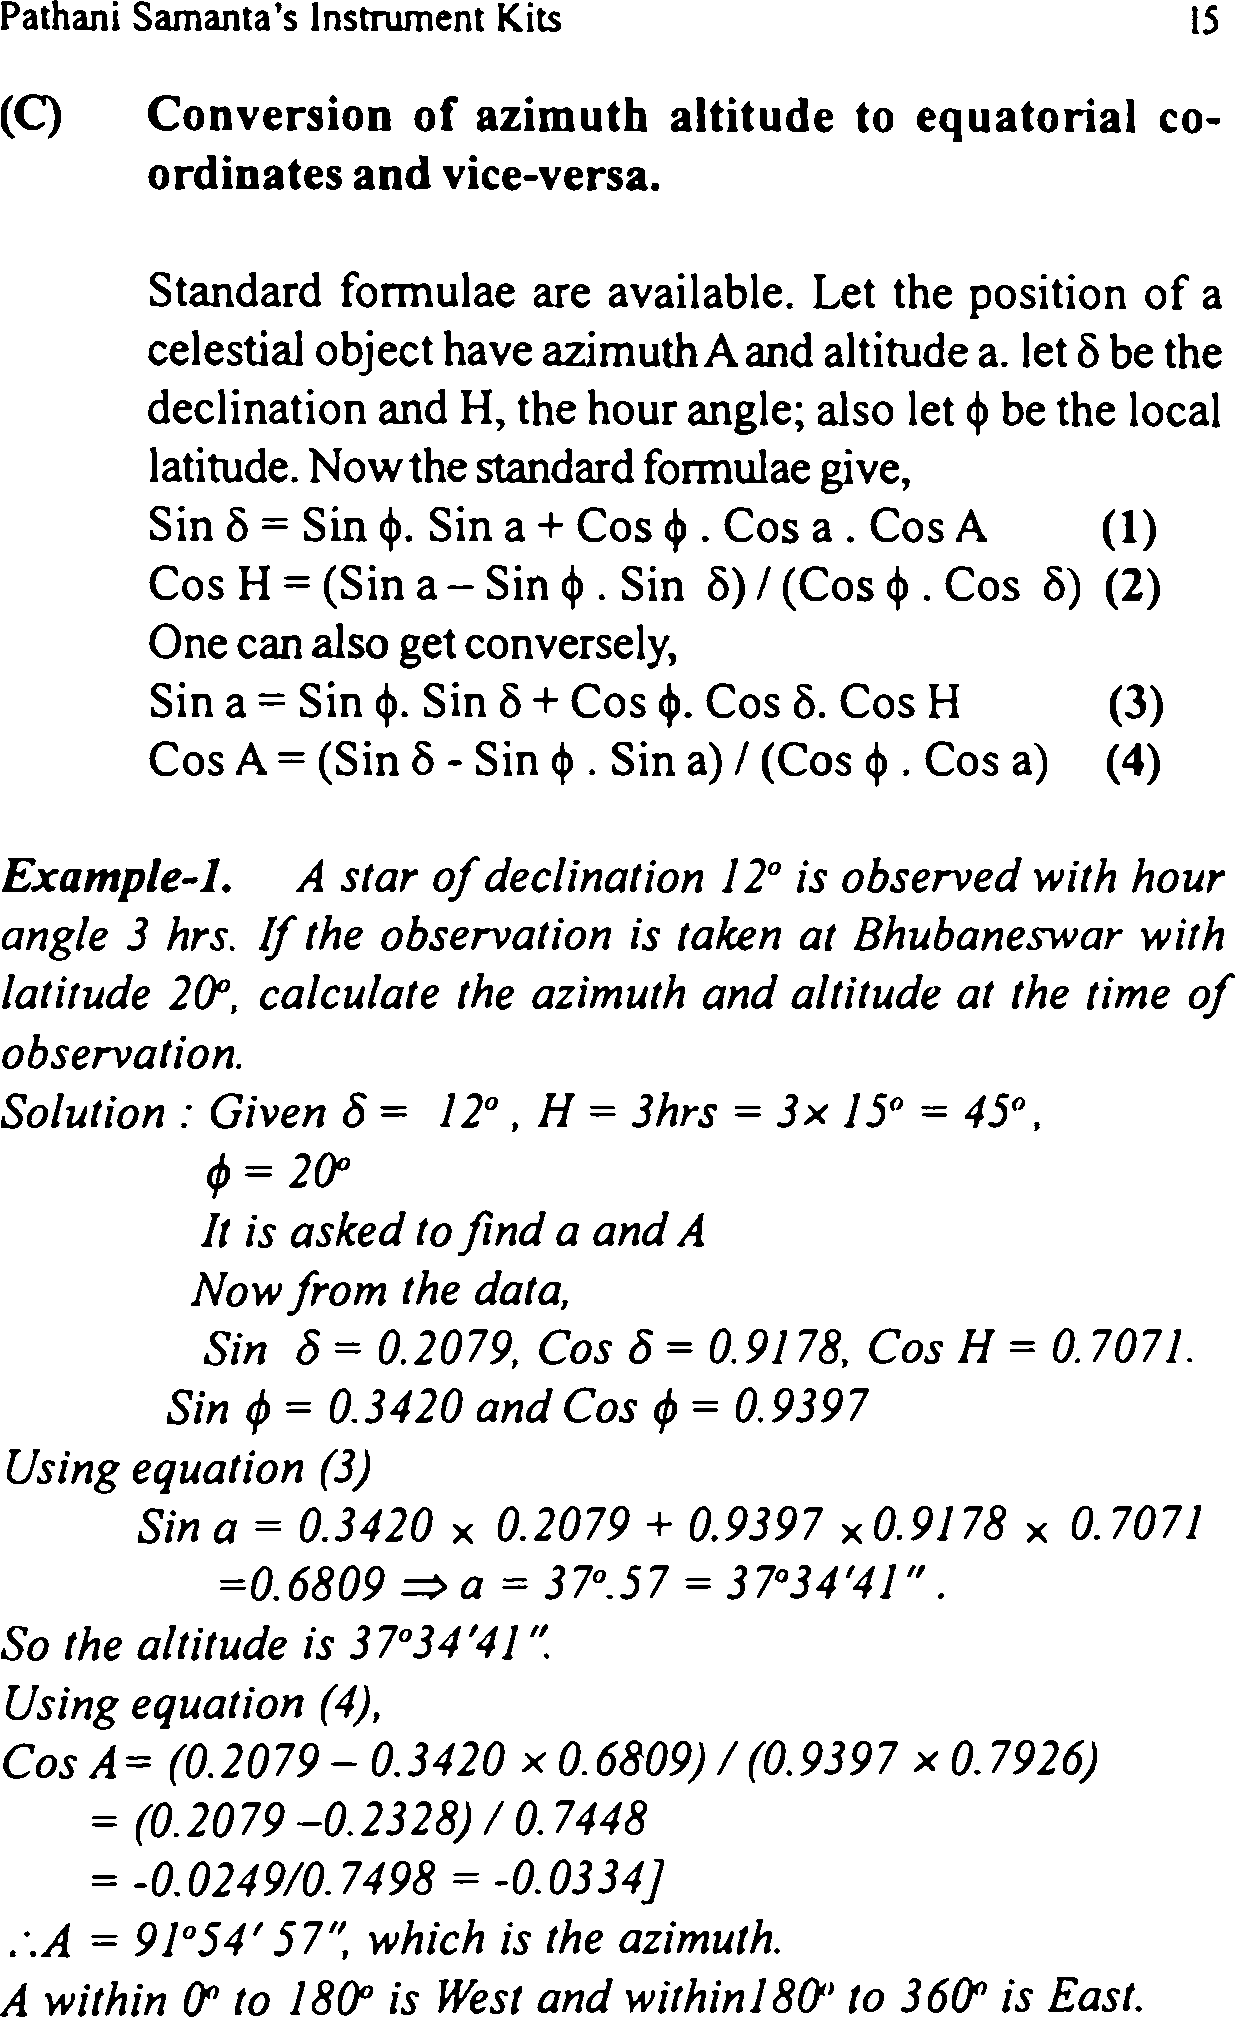 Pathani Samanta's Instrument Kits 15
(C) Conversion of azimuth altitude to equatorial co-
ordinates and vice-versa.
Standard formulae are available. Let the position of a
celestial object have azimuth A and altitude a. let δ be the
declination and H, the hour angle; also let ϕ be the local
latitude. Now the standard formulae give,
Sin δ = Sin ϕ. Sin a + Cos ϕ . Cos a . Cos A (1)
Cos H = (Sin a – Sin ϕ . Sin δ) / (Cos ϕ . Cos δ) (2)
One can also get conversely,
Sin a = Sin ϕ. Sin δ + Cos ϕ. Cos δ. Cos H (3)
Cos A = (Sin δ - Sin ϕ . Sin a) / (Cos ϕ . Cos a) (4)
Example-1. A star of declination 12° is observed with hour
angle 3 hrs. If the observation is taken at Bhubaneswar with
latitude 20°, calculate the azimuth and altitude at the time of
observation.
Solution : Given δ = 12° , H = 3hrs = 3x 15° = 45°,
ϕ = 20°
It is asked to find a and A
Now from the data,
Sin δ = 0.2079, Cos δ = 0.9178, Cos H = 0.7071.
Sin ϕ = 0.3420 and Cos ϕ = 0.9397
Using equation (3)
Sin a = 0.3420 x 0.2079 + 0.9397 x 0.9178 x 0.7071
=0.6809 ⇒ a = 37°.57 = 37°34'41" .
So the altitude is 37°34'41".
Using equation (4),
Cos A= (0.2079 – 0.3420 x 0.6809) / (0.9397 x 0.7926)
= (0.2079 –0.2328) / 0.7448
= -0.0249/0.7498 = -0.0334]
∴A = 91°54' 57", which is the azimuth.
A within 0° to 180° is West and within180° to 360° is East.